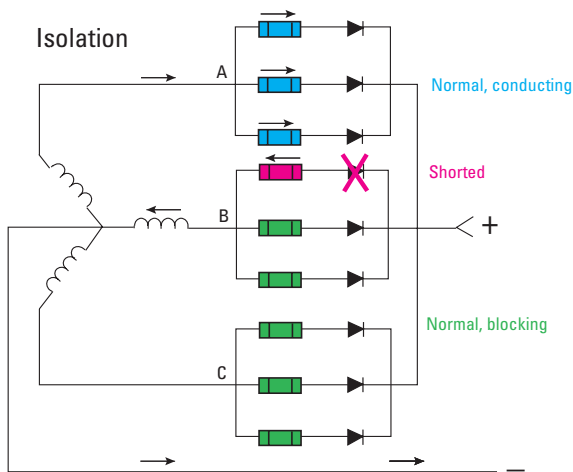 Isolation
A
Normal, conducting
Shorted
B
+
Normal, blocking
C
−